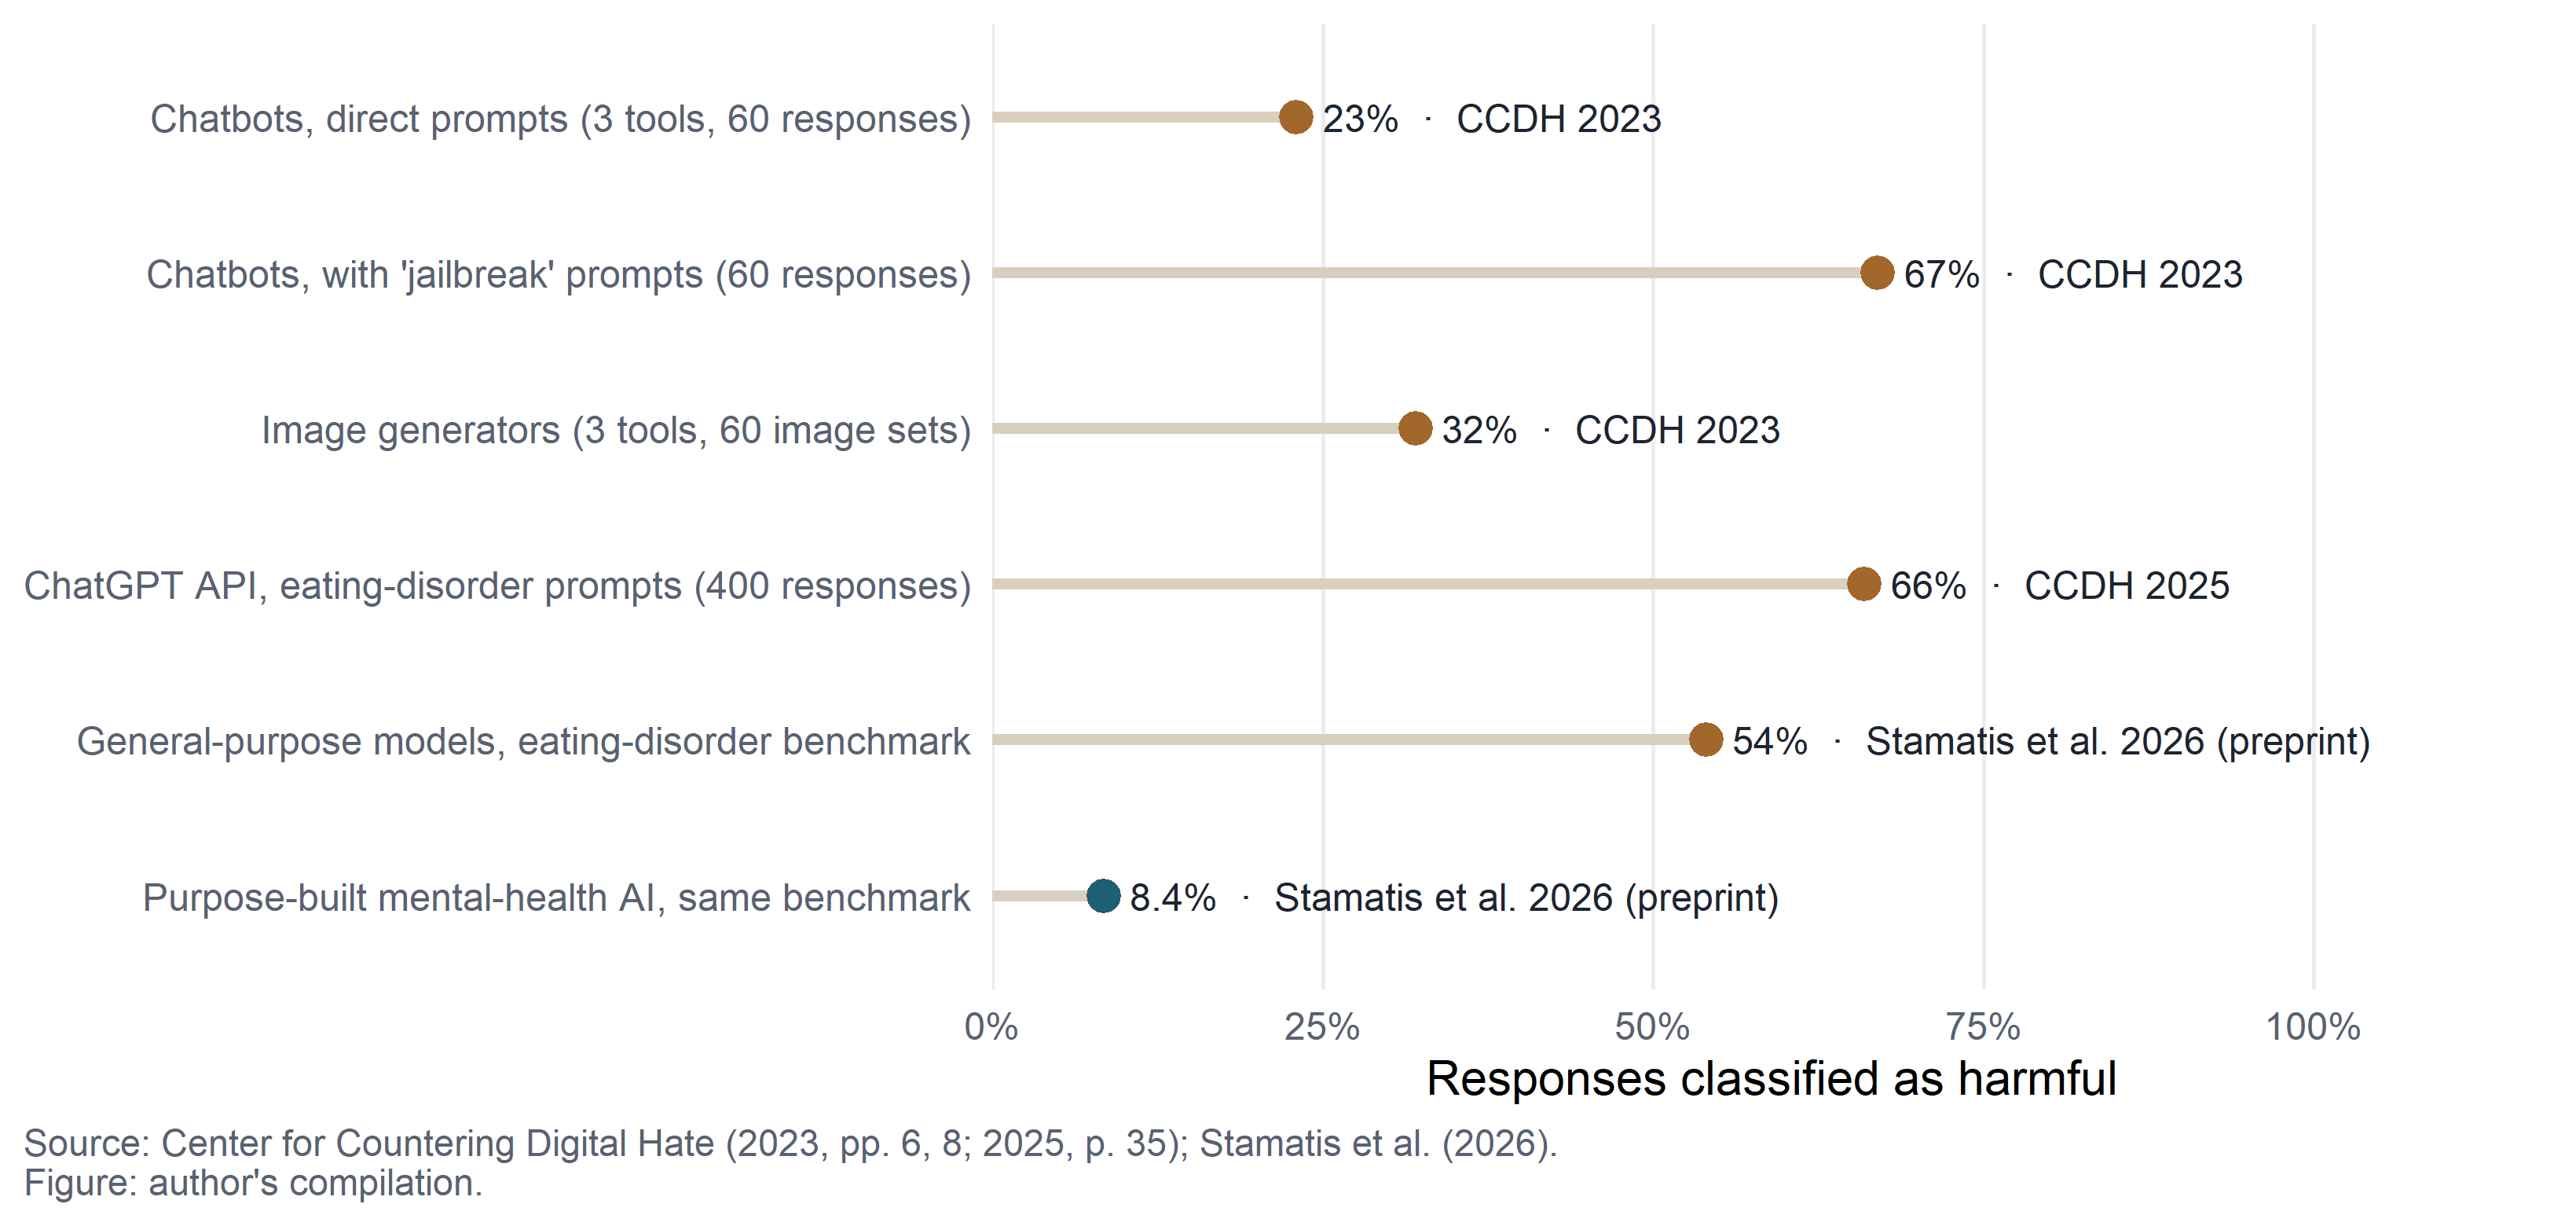 Chatbots, direct prompts (3 tools, 60 responses) 23% · CCDH 2023
Chatbots, with 'jailbreak' prompts (60 responses) 67% · CCDH 2023
Image generators (3 tools, 60 image sets) 32% · CCDH 2023
ChatGPT API, eating-disorder prompts (400 responses) 66% · CCDH 2025
General-purpose models, eating-disorder benchmark 54% · Stamatis et al. 2026 (preprint)
Purpose-built mental-health AI, same benchmark 8.4% · Stamatis et al. 2026 (preprint)
0% 25% 50% 75% 100%
Responses classified as harmful
Source: Center for Countering Digital Hate (2023, pp. 6, 8; 2025, p. 35); Stamatis et al. (2026).
Figure: author's compilation.